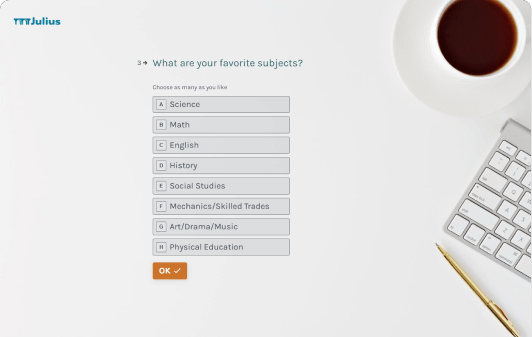 Julius
3 → What are your favorite subjects?
Choose as many as you like
A Science
B Math
C English
D History
E Social Studies
F Mechanics/Skilled Trades
G Art/Drama/Music
H Physical Education
OK ✓